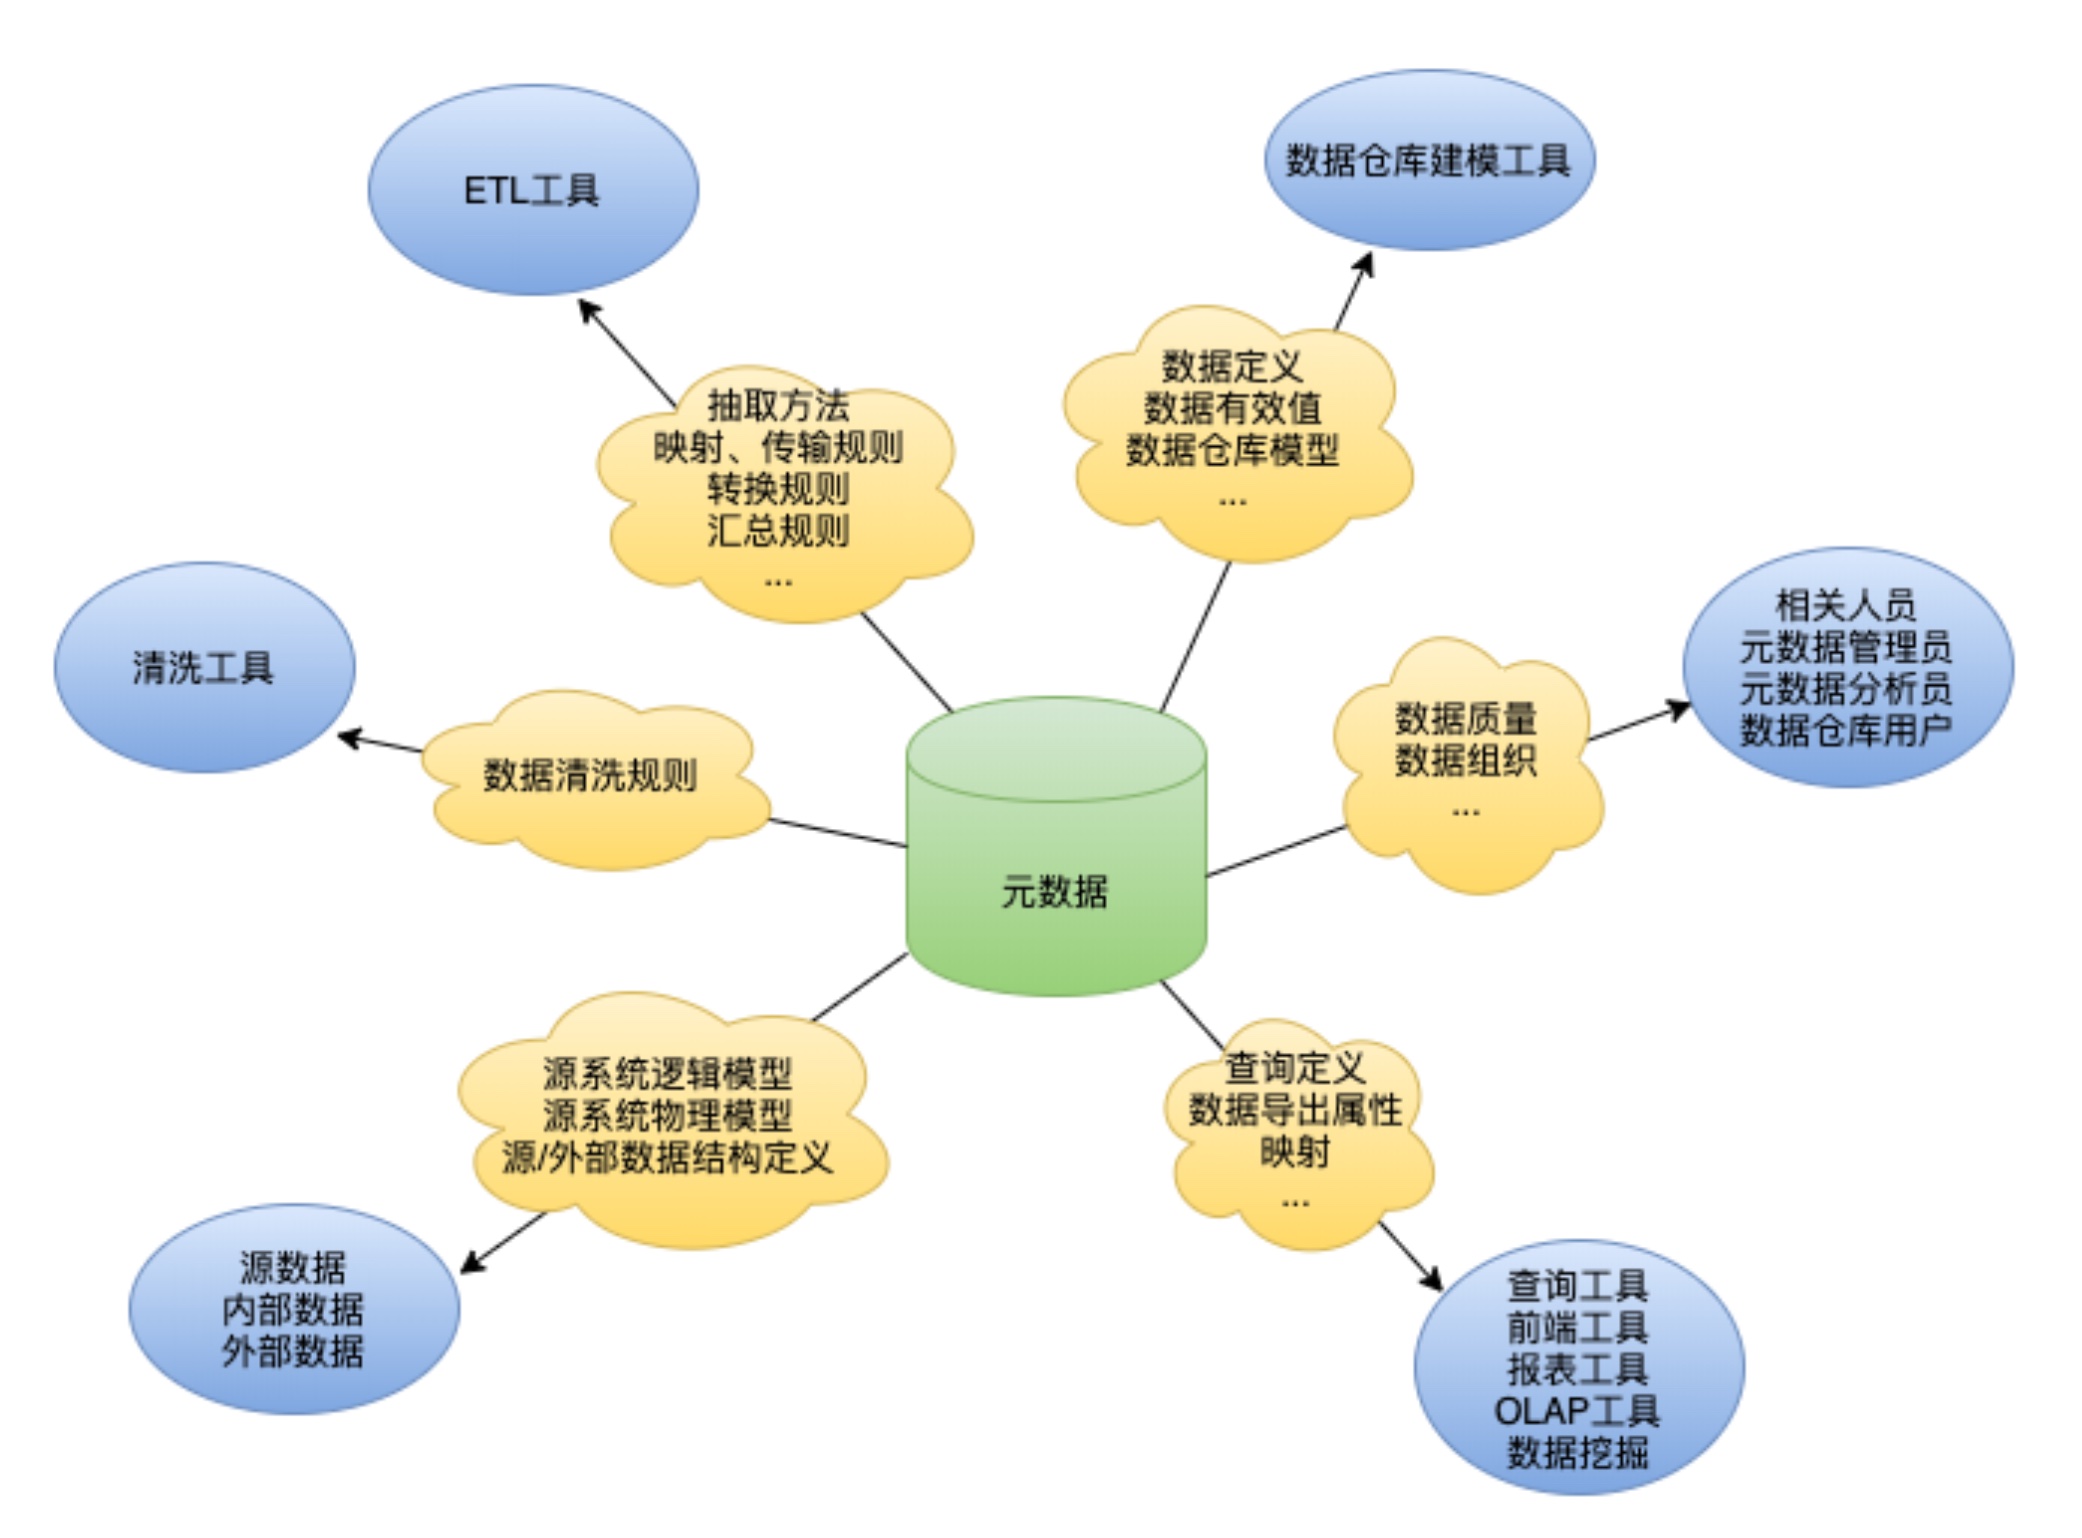 ETL工具
数据仓库建模工具
抽取方法
映射、传输规则
转换规则
汇总规则
...
数据定义
数据有效值
数据仓库模型
...
清洗工具
数据清洗规则
相关人员
元数据管理员
元数据分析员
数据仓库用户
数据质量
数据组织
...
元数据
源系统逻辑模型
源系统物理模型
源/外部数据结构定义
查询定义
数据导出属性
映射
...
源数据
内部数据
外部数据
查询工具
前端工具
报表工具
OLAP工具
数据挖掘